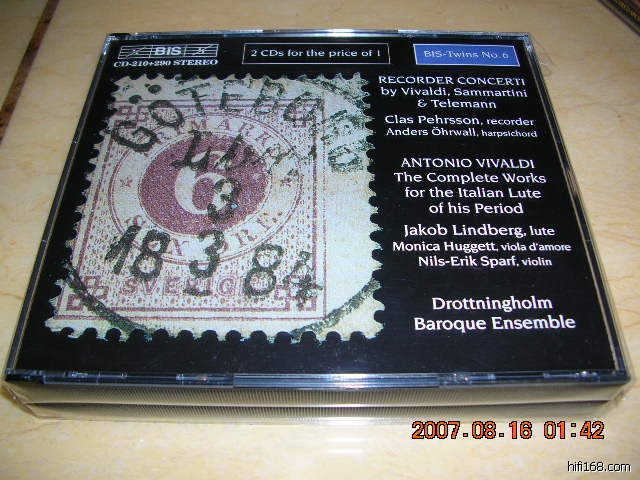 BIS
CD-210+290 STEREO
2 CDs for the price of 1
BIS-Twins No. 6
RECORDER CONCERTI
by Vivaldi, Sammartini
& Telemann
Clas Pehrsson, recorder
Anders Öhrwall, harpsichord
ANTONIO VIVALDI
The Complete Works
for the Italian Lute
of his Period
Jakob Lindberg, lute
Monica Huggett, viola d'amore
Nils-Erik Sparf, violin
Drottningholm
Baroque Ensemble
GÖTEBORG
6
3
18 3 84
SVERIGE
2007.08.16 01:42
hifi168.com